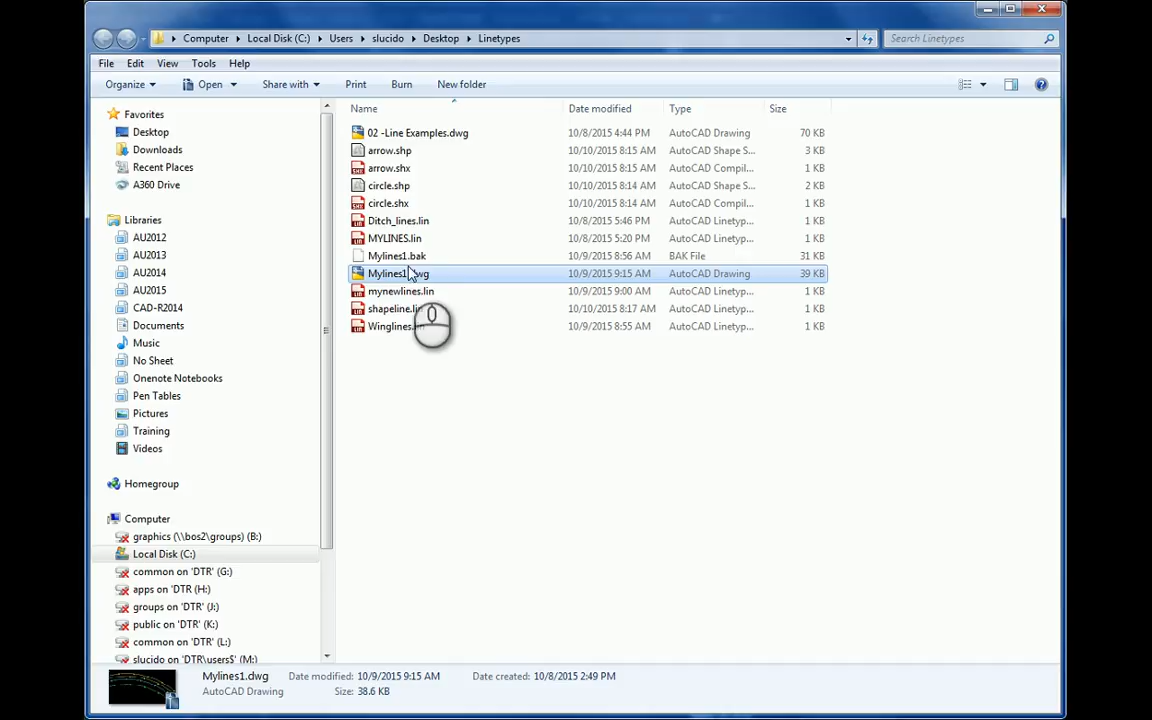 Computer Local Disk (C:) Users slucido Desktop Linetypes
Search Linetypes
File Edit View Tools Help
Organize Open Share with Print Burn New folder
Name Date modified Type Size
Favorites
Desktop
Downloads
Recent Places
A360 Drive
Libraries
AU2012
AU2013
AU2014
AU2015
CAD-R2014
Documents
Music
No Sheet
Onenote Notebooks
Pen Tables
Pictures
Training
Videos
Homegroup
Computer
graphics (\\bos2\groups) (B:)
Local Disk (C:)
common on 'DTR' (G:)
apps on 'DTR (H:)
groups on 'DTR (J:)
public on 'DTR' (K:)
common on 'DTR' (L:)
slucido on 'DTR\users$' (M:)
02 -Line Examples.dwg 10/8/2015 4:44 PM AutoCAD Drawing 70 KB
arrow.shp 10/10/2015 8:15 AM AutoCAD Shape S... 3 KB
arrow.shx 10/10/2015 8:15 AM AutoCAD Compil... 1 KB
circle.shp 10/10/2015 8:14 AM AutoCAD Shape S... 2 KB
circle.shx 10/10/2015 8:14 AM AutoCAD Compil... 1 KB
Ditch_lines.lin 10/8/2015 5:46 PM AutoCAD Linetyp... 1 KB
MYLINES.lin 10/8/2015 5:20 PM AutoCAD Linetyp... 1 KB
Mylines1.bak 10/9/2015 8:56 AM BAK File 31 KB
Mylines1.dwg 10/9/2015 9:15 AM AutoCAD Drawing 39 KB
mynewlines.lin 10/9/2015 9:00 AM AutoCAD Linetyp... 1 KB
shapeline.lin 10/10/2015 8:17 AM AutoCAD Linetyp... 1 KB
Winglines.lin 10/9/2015 8:55 AM AutoCAD Linetyp... 1 KB
Mylines1.dwg Date modified: 10/9/2015 9:15 AM Date created: 10/8/2015 2:49 PM
AutoCAD Drawing Size: 38.6 KB